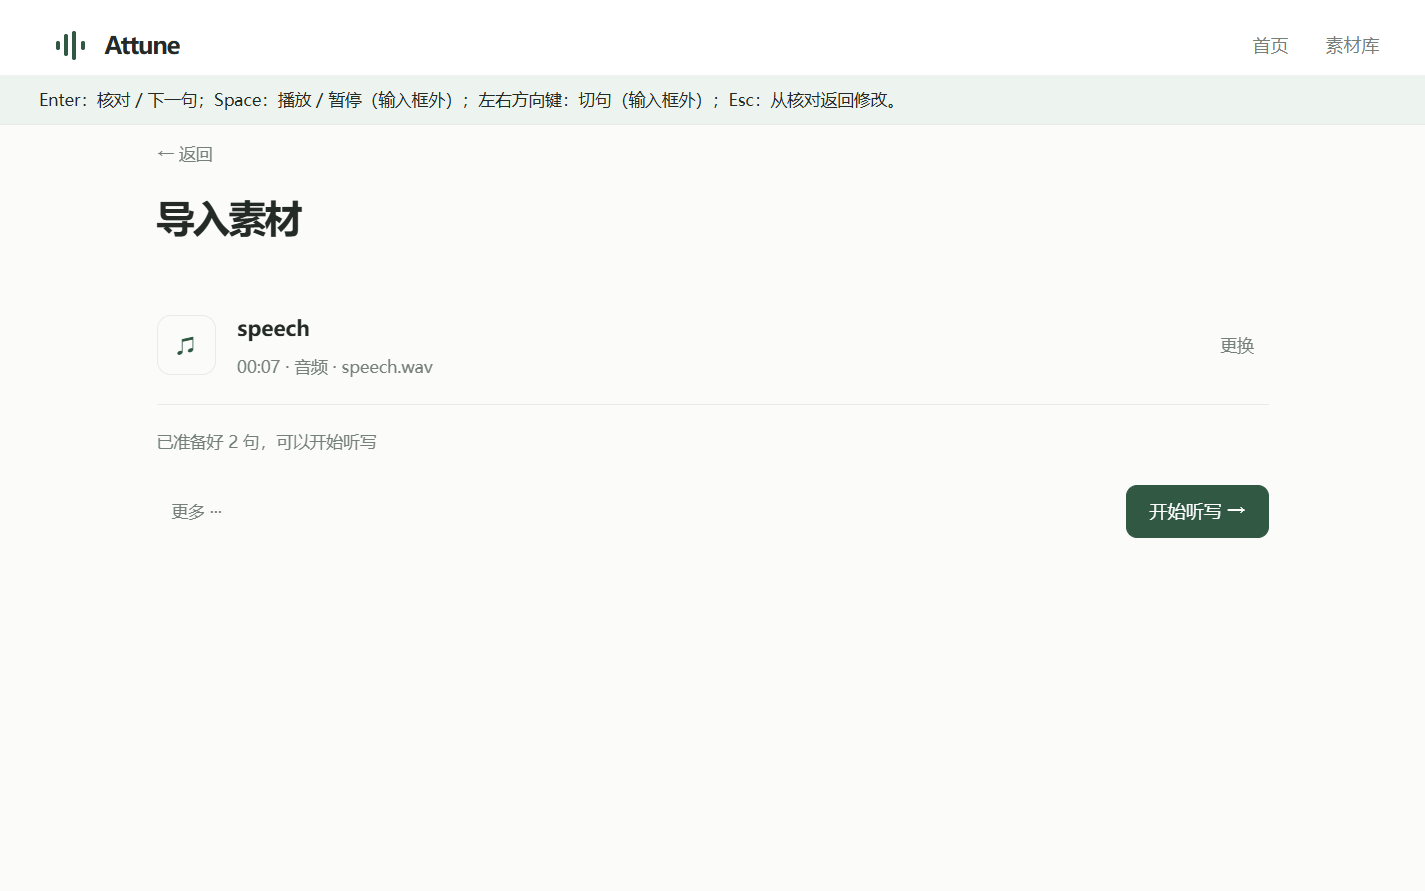 Attune
首页 素材库
Enter：核对 / 下一句；Space：播放 / 暂停（输入框外）；左右方向键：切句（输入框外）；Esc：从核对返回修改。
← 返回
导入素材
speech
00:07 · 音频 · speech.wav
更换
已准备好 2 句，可以开始听写
更多 ···
开始听写 →